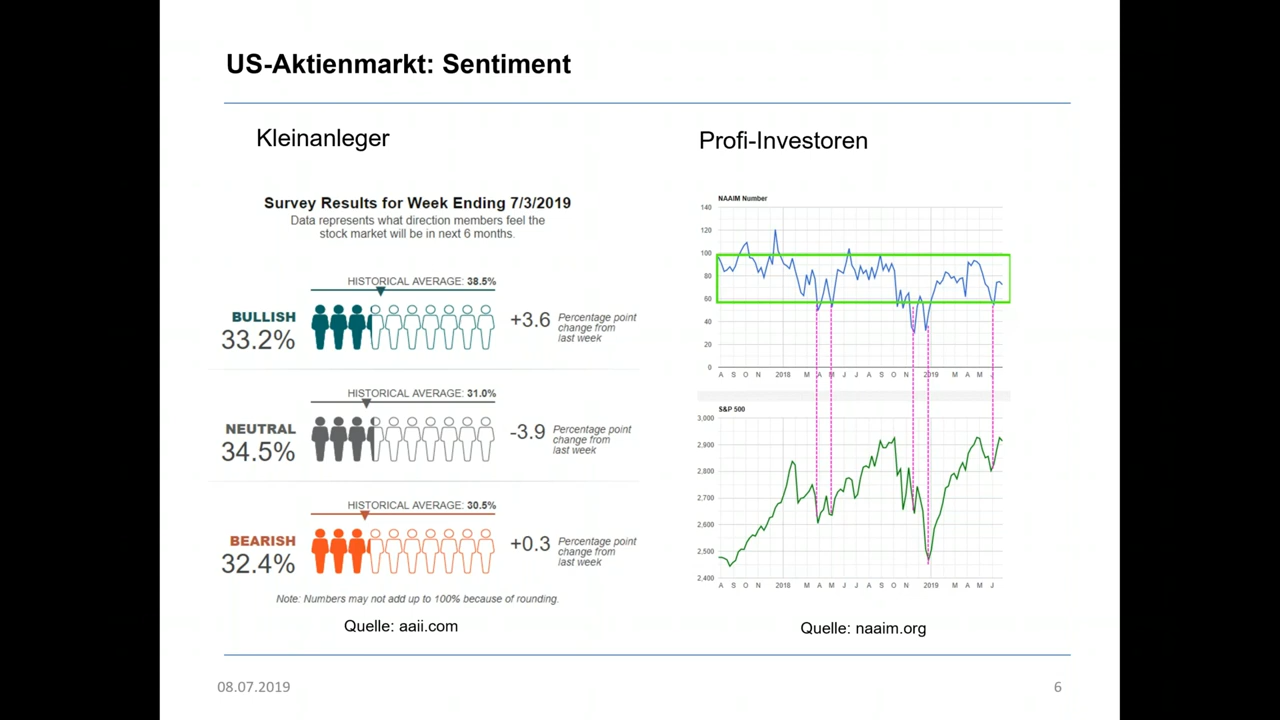 US-Aktienmarkt: Sentiment
Kleinanleger
Survey Results for Week Ending 7/3/2019
Data represents what direction members feel the
stock market will be in next 6 months.
HISTORICAL AVERAGE: 38.5%
BULLISH
33.2%
+3.6
Percentage point
change from
last week
HISTORICAL AVERAGE: 31.0%
NEUTRAL
34.5%
-3.9
Percentage point
change from
last week
HISTORICAL AVERAGE: 30.5%
BEARISH
32.4%
+0.3
Percentage point
change from
last week
Note: Numbers may not add up to 100% because of rounding.
Quelle: aaii.com
Profi-Investoren
NAAIM Number
140
120
100
80
60
40
20
0
A S O N 2018 M A M J J A S O N 2019 M A M J
S&P 500
3,000
2,900
2,800
2,700
2,600
2,500
2,400
A S O N 2018 M A M J J A S O N 2019 M A M J
Quelle: naaim.org
08.07.2019
6